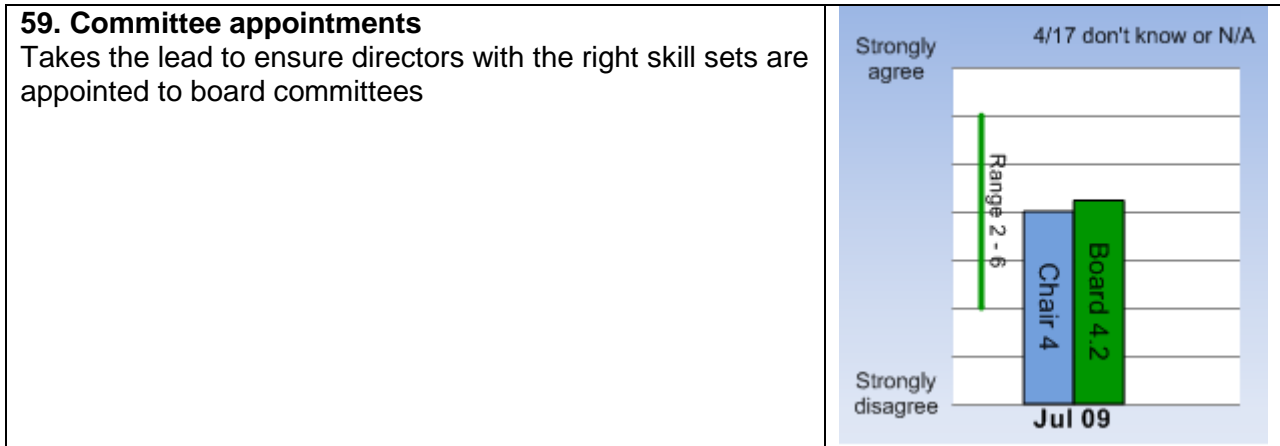 59. Committee appointments
Takes the lead to ensure directors with the right skill sets are
appointed to board committees
4/17 don't know or N/A
Strongly
agree
Range 2 - 6
Chair 4
Board 4.2
Strongly
disagree
Jul 09